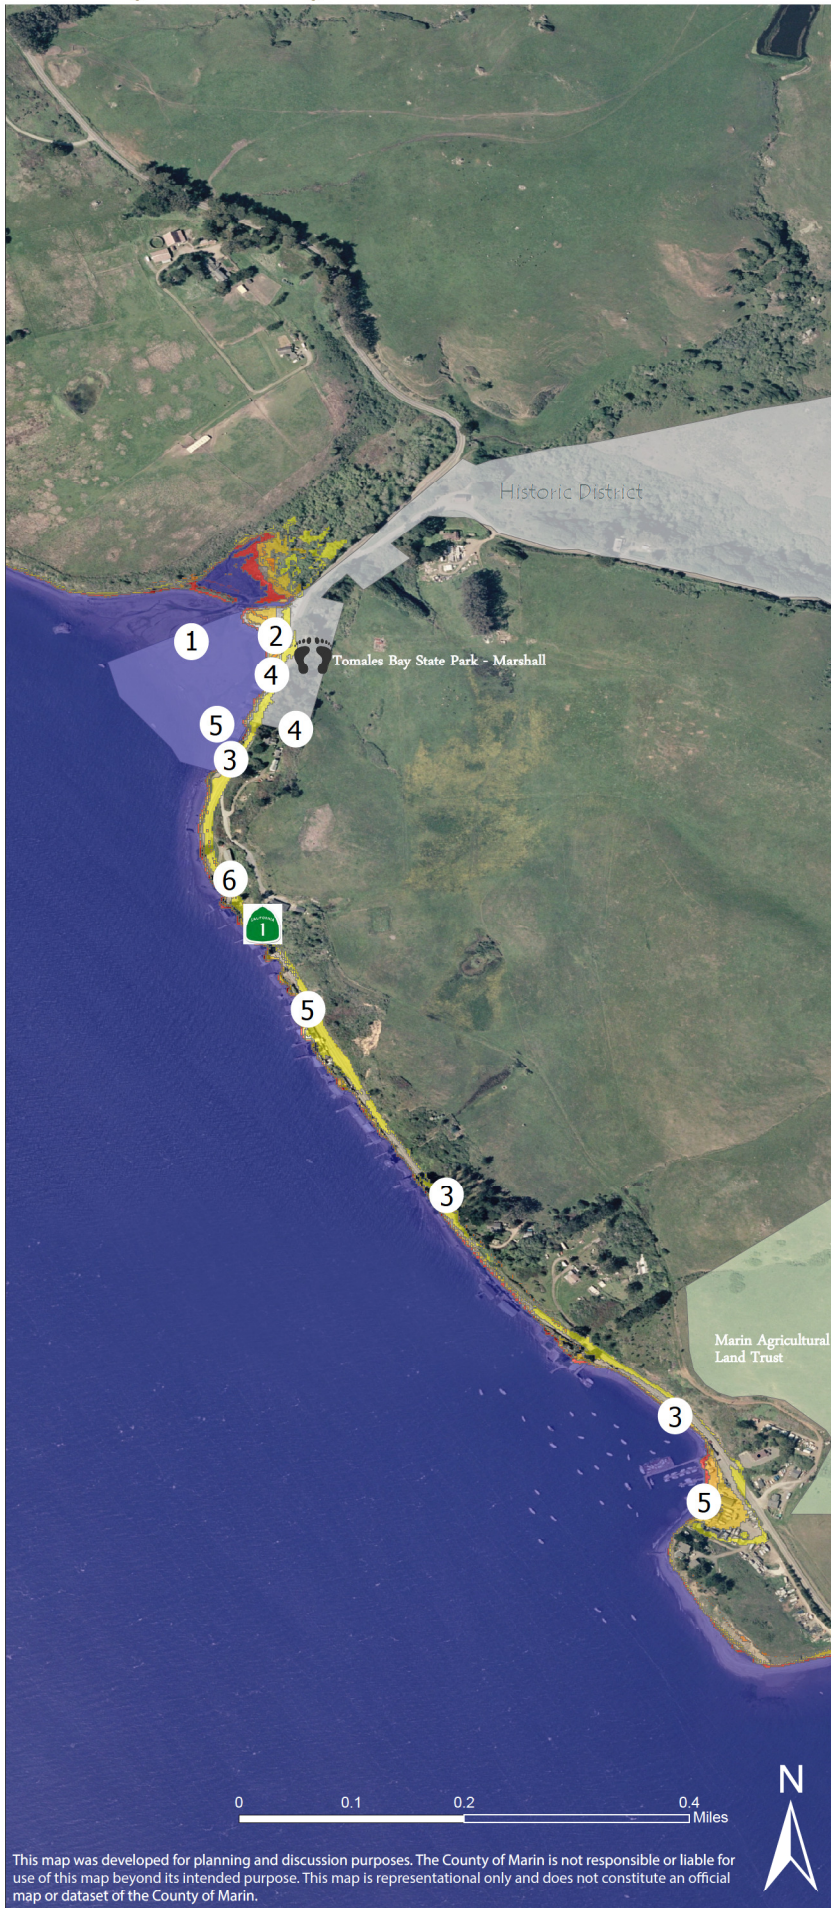 Historic District
1
2
Tomales Bay State Park - Marshall
4
5
4
3
6
CALIFORNIA
1
5
3
Marin Agricultural
Land Trust
3
5
N
0 0.1 0.2 0.4
Miles
This map was developed for planning and discussion purposes. The County of Marin is not responsible or liable for
use of this map beyond its intended purpose. This map is representational only and does not constitute an official
map or dataset of the County of Marin.